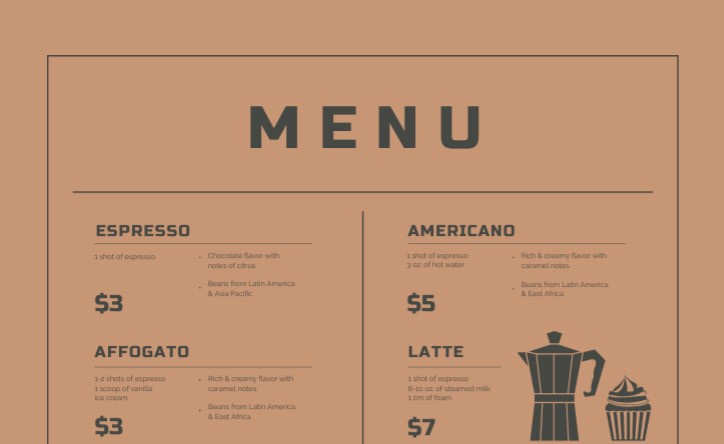 MENU
ESPRESSO
1 shot of espresso
• Chocolate flavor with
notes of citrus
• Beans from Latin America
& Asia Pacific
$3
AMERICANO
1 shot of espresso
3 oz. of hot water
• Rich & creamy flavor with
caramel notes
• Beans from Latin America
& East Africa
$5
AFFOGATO
1-2 shots of espresso
1 scoop of vanilla
ice cream
• Rich & creamy flavor with
caramel notes
• Beans from Latin America
& East Africa
$3
LATTE
1 shot of espresso
8-10 oz. of steamed milk
1 cm of foam
$7